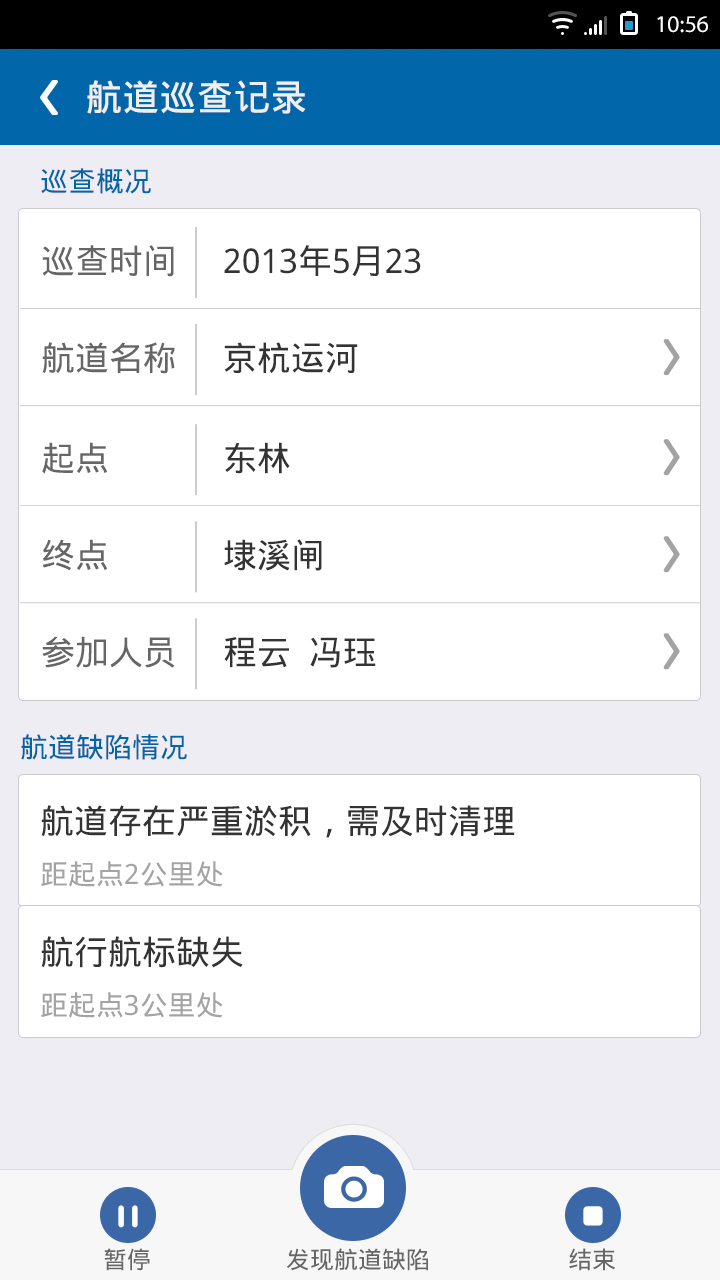 10:56
航道巡查记录
巡查概况
巡查时间 2013年5月23
航道名称 京杭运河
起点 东林
终点 埭溪闸
参加人员 程云 冯珏
航道缺陷情况
航道存在严重淤积，需及时清理
距起点2公里处
航行航标缺失
距起点3公里处
暂停 发现航道缺陷 结束